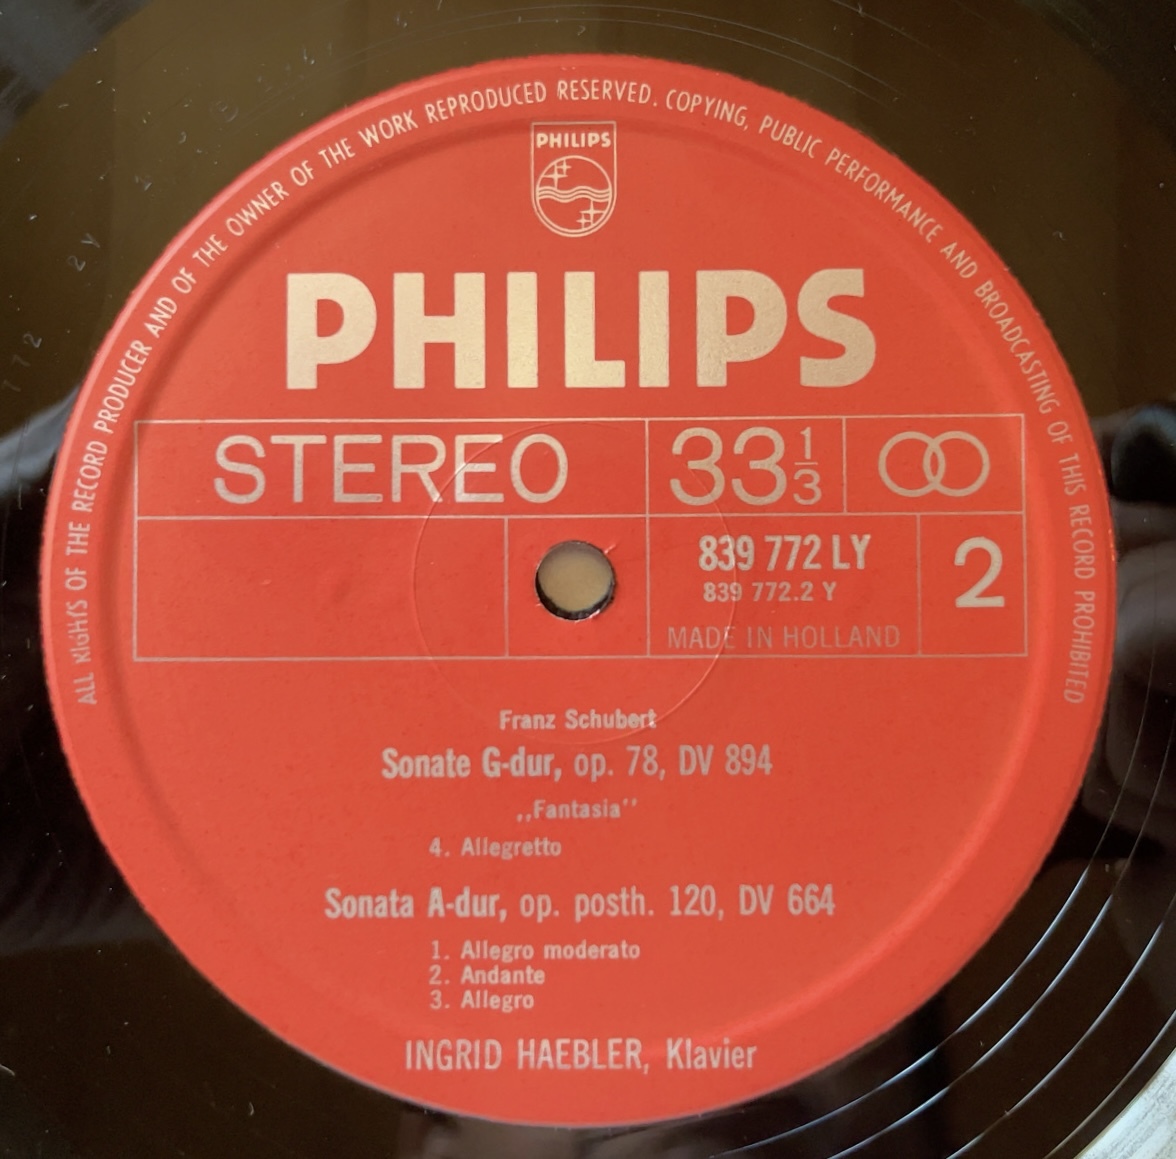 ALL RIGHTS OF THE RECORD PRODUCER AND OF THE OWNER OF THE WORK REPRODUCED RESERVED. COPYING, PUBLIC PERFORMANCE AND BROADCASTING OF THIS RECORD PROHIBITED
PHILIPS
PHILIPS
STEREO 33 1/3
839 772 LY 2
839 772.2 Y
MADE IN HOLLAND
Franz Schubert
Sonate G-dur, op. 78, DV 894
„Fantasia”
4. Allegretto
Sonata A-dur, op. posth. 120, DV 664
1. Allegro moderato
2. Andante
3. Allegro
INGRID HAEBLER, Klavier